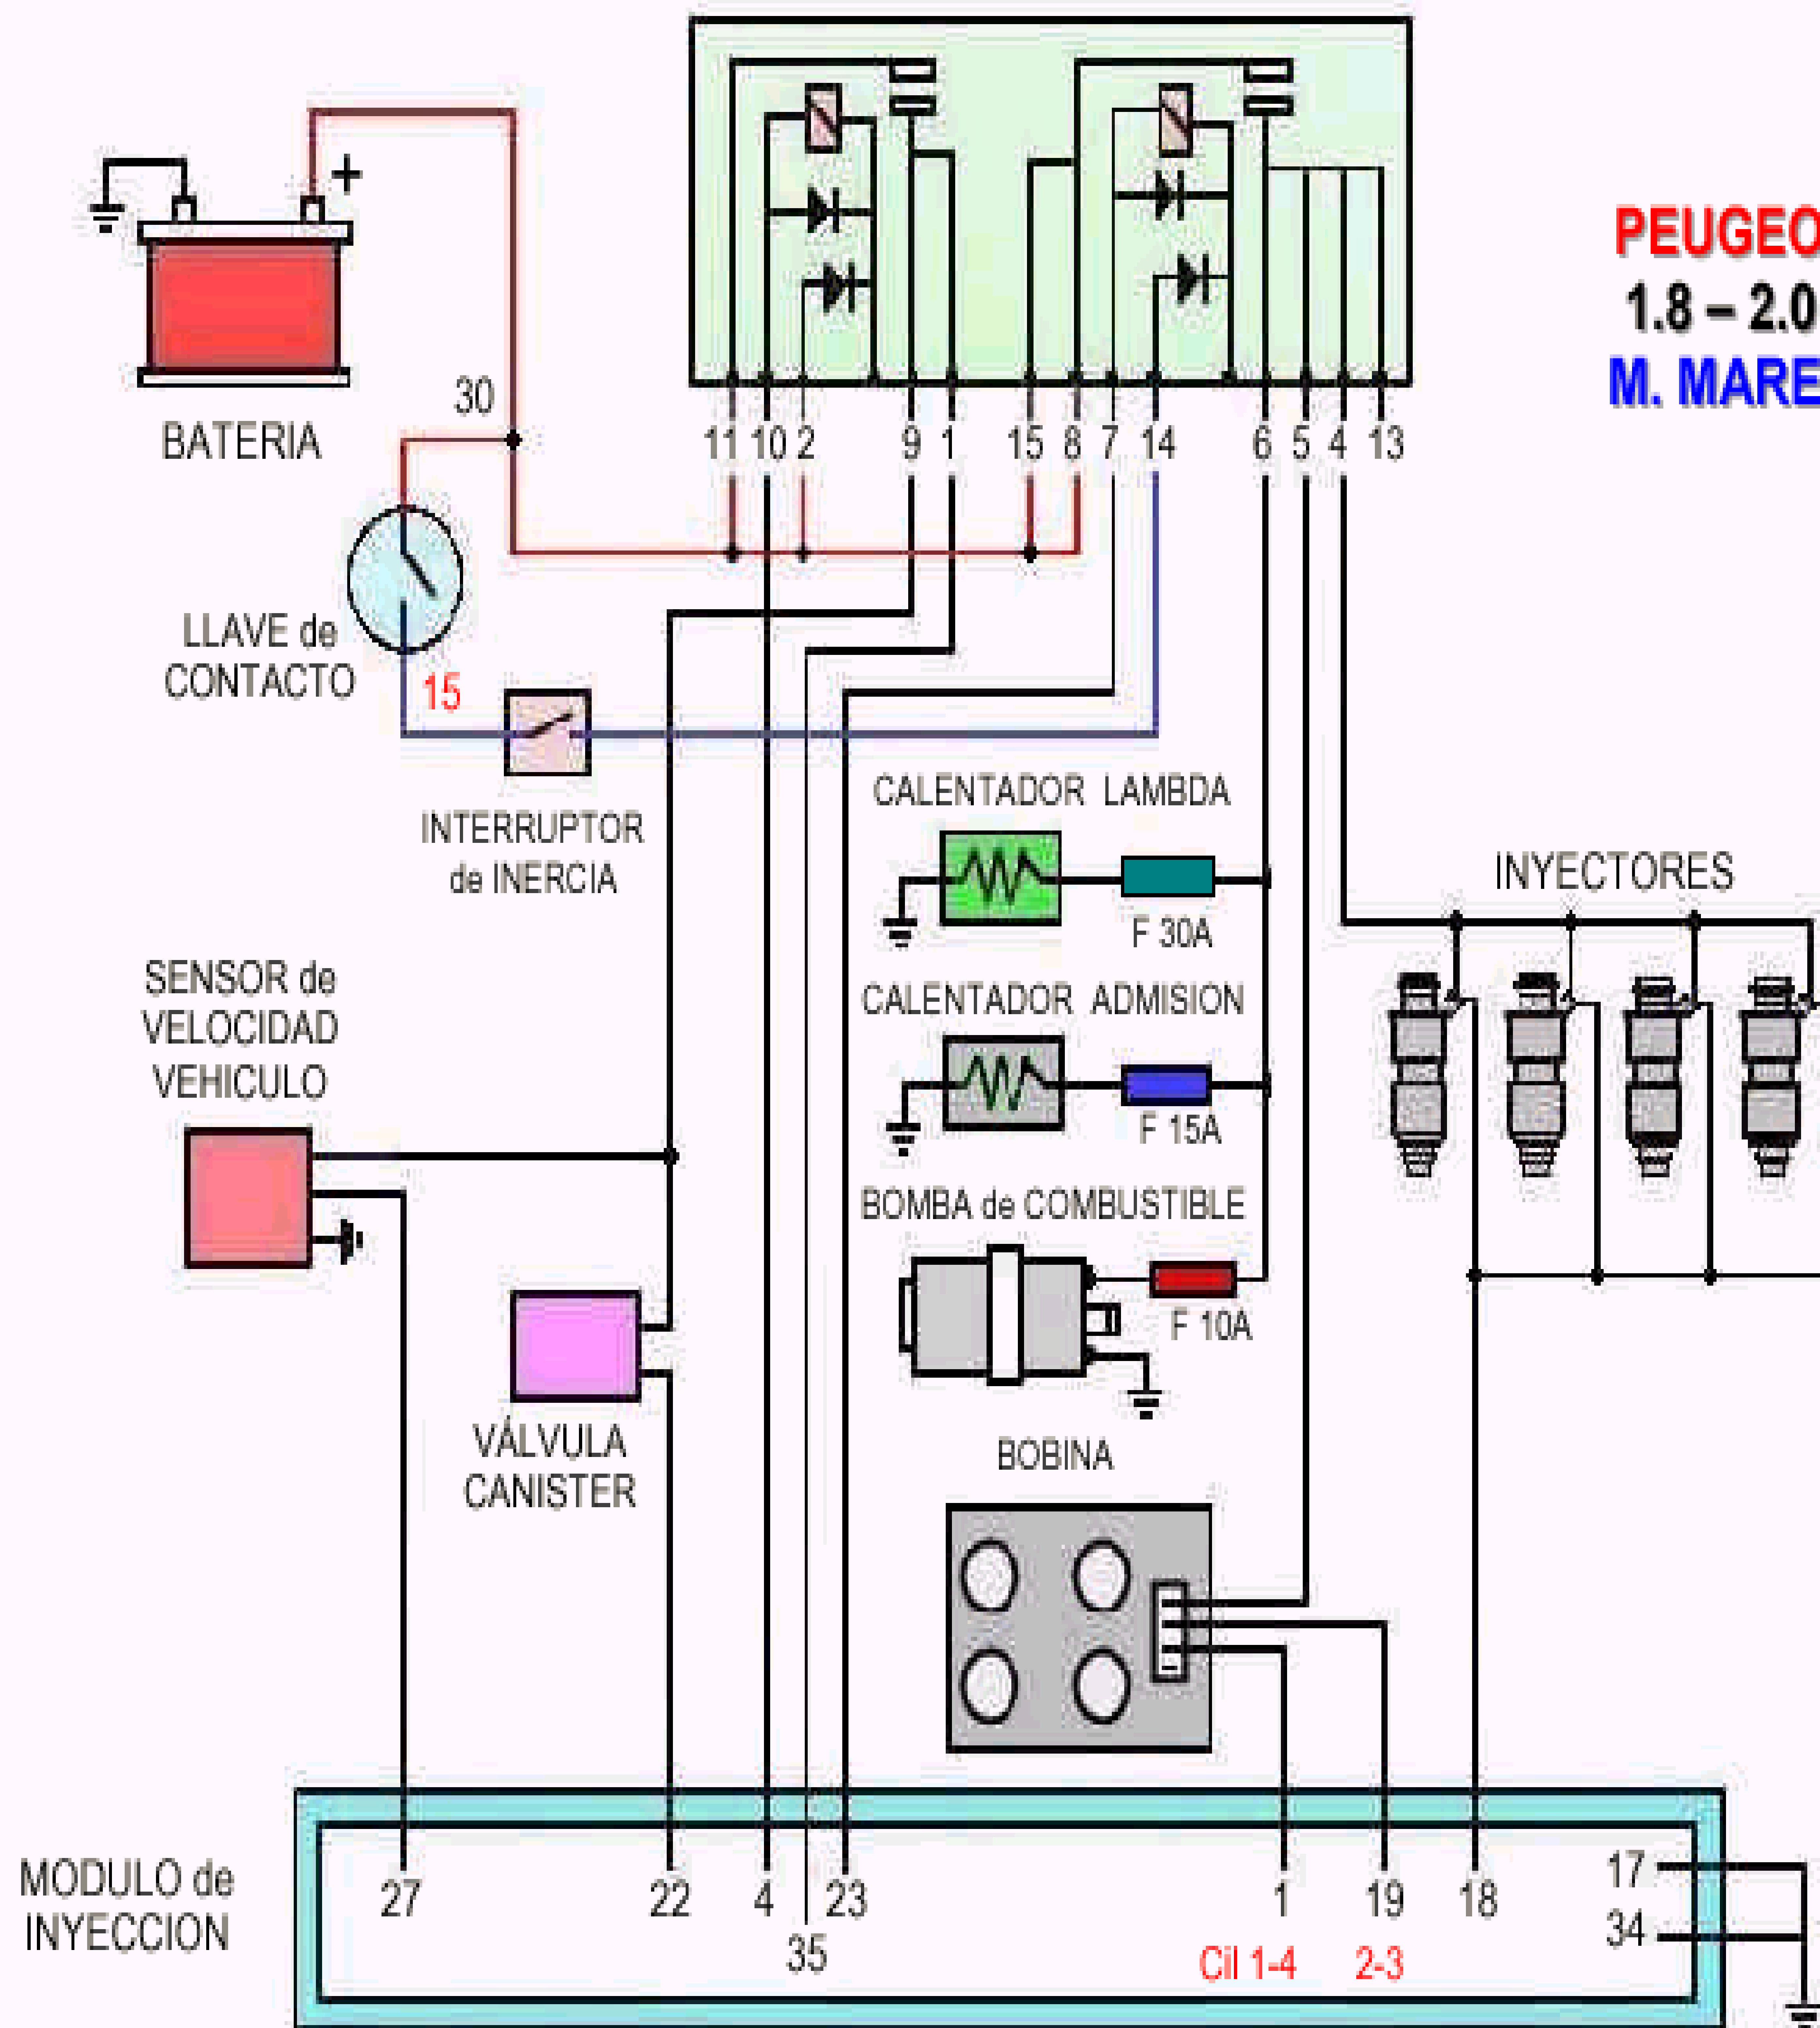 PEUGEO
1.8 – 2.0
M. MARE
+
30
BATERIA
11 10 2 9 1 15 8 7 14 6 5 4 13
LLAVE de
CONTACTO
15
INTERRUPTOR
de INERCIA
CALENTADOR LAMBDA
F 30A
INYECTORES
SENSOR de
VELOCIDAD
VEHICULO
CALENTADOR ADMISION
F 15A
BOMBA de COMBUSTIBLE
F 10A
VÁLVULA
CANISTER
BOBINA
MODULO de
INYECCION
27 22 4 23 1 19 18
35
Cil 1-4 2-3
17
34